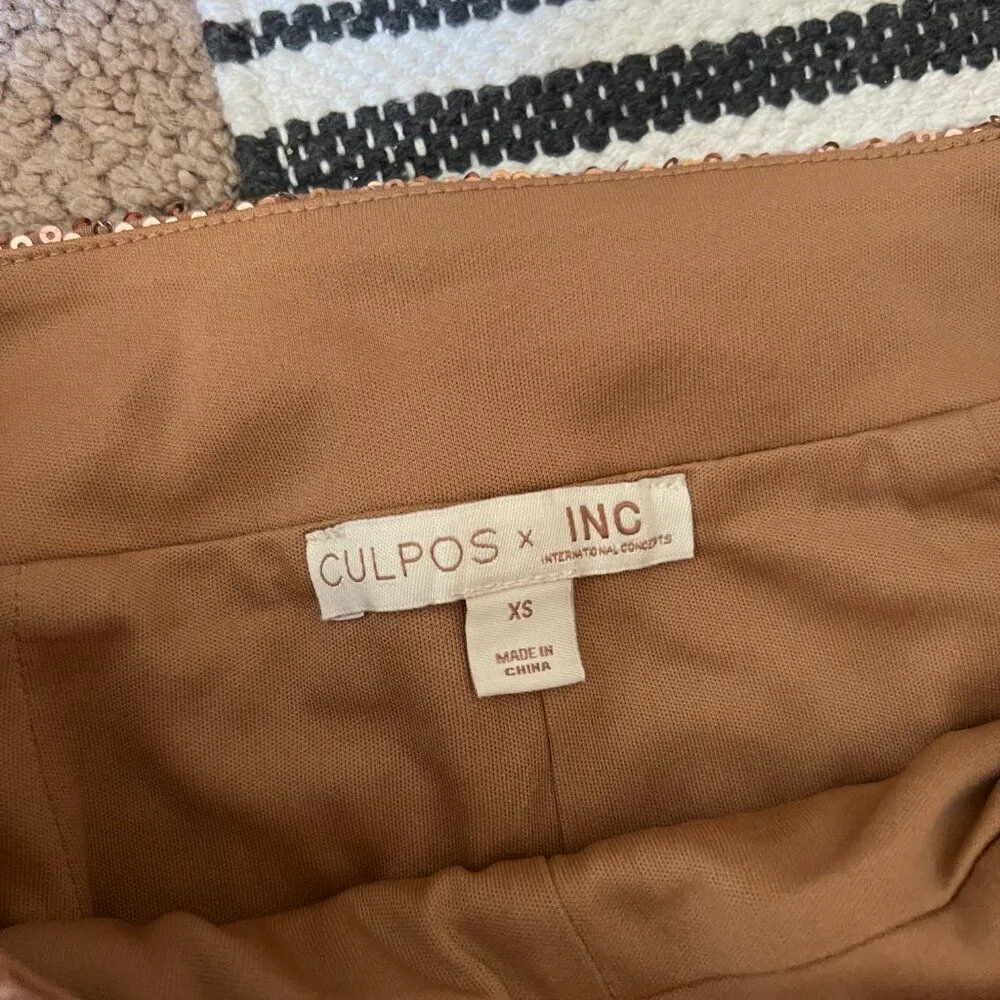 CULPOS x INC
INTERNATIONAL CONCEPTS
XS
MADE IN
CHINA